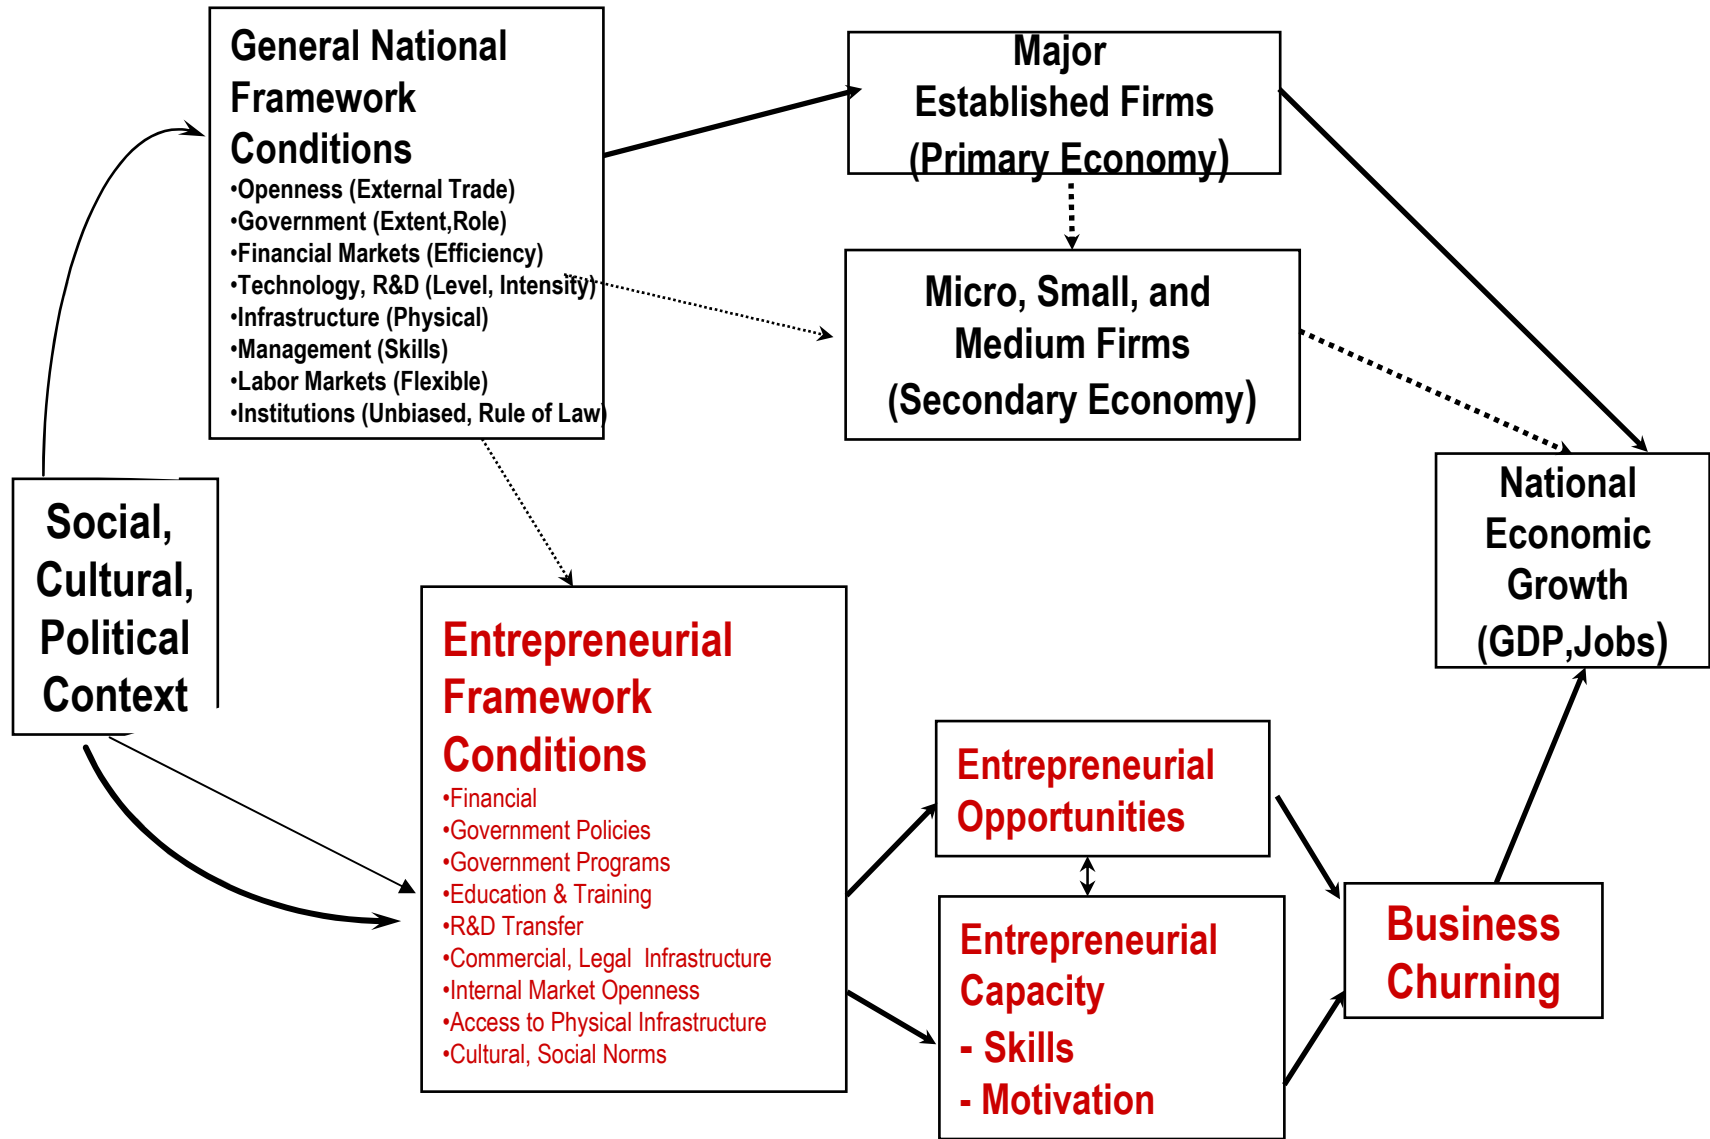 General National
Framework
Conditions
•Openness (External Trade)
•Government (Extent,Role)
•Financial Markets (Efficiency)
•Technology, R&D (Level, Intensity)
•Infrastructure (Physical)
•Management (Skills)
•Labor Markets (Flexible)
•Institutions (Unbiased, Rule of Law)
Major
Established Firms
(Primary Economy)
Micro, Small, and
Medium Firms
(Secondary Economy)
National
Economic
Growth
(GDP,Jobs)
Social,
Cultural,
Political
Context
Entrepreneurial
Framework
Conditions
•Financial
•Government Policies
•Government Programs
•Education & Training
•R&D Transfer
•Commercial, Legal  Infrastructure
•Internal Market Openness
•Access to Physical Infrastructure
•Cultural, Social Norms
Entrepreneurial
Opportunities
Entrepreneurial
Capacity
- Skills
- Motivation
Business
Churning